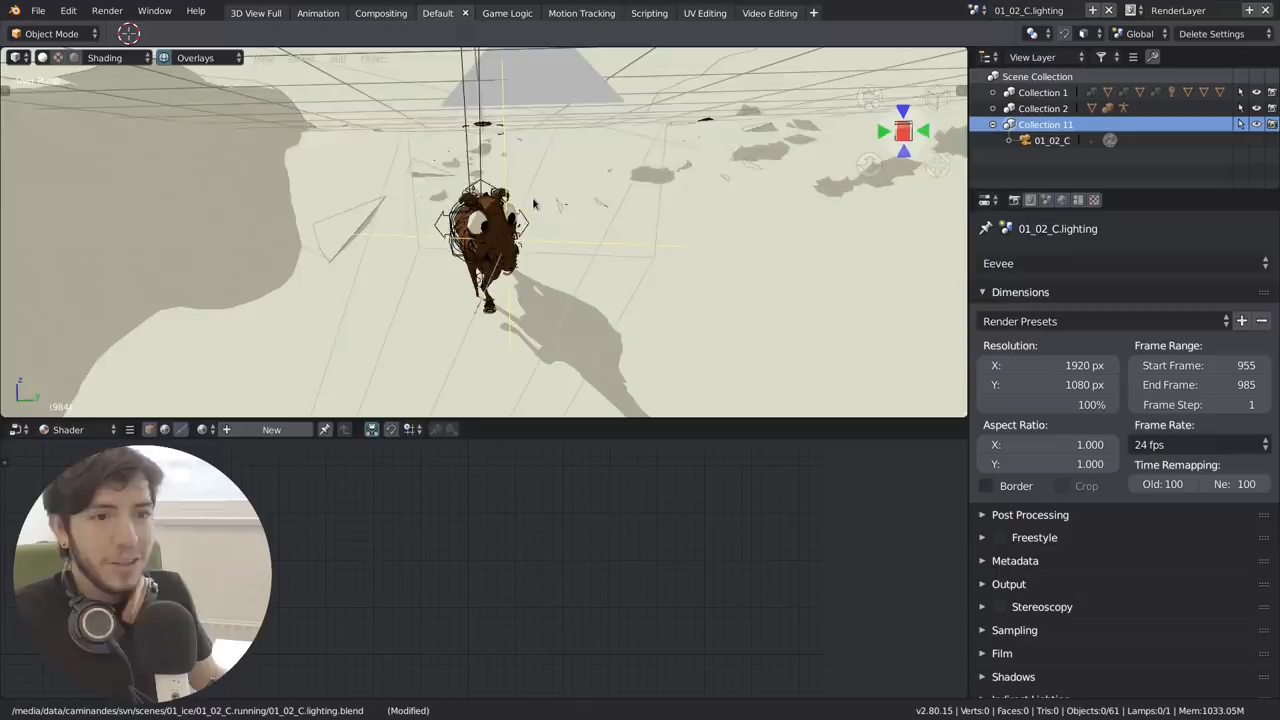 File Edit Render Window Help 3D View Full Animation Compositing Default Game Logic Motion Tracking Scripting UV Editing Video Editing 01_02_C.lighting RenderLayer
Object Mode Global Delete Settings
Shading Overlays View Layer
Scene Collection
Collection 1
Collection 2
Collection 11
01_02_C
01_02_C.lighting
Eevee
Dimensions
Render Presets
Resolution: Frame Range:
X: 1920 px Start Frame: 955
Y: 1080 px End Frame: 985
100% Frame Step: 1
Aspect Ratio: Frame Rate:
X: 1.000 24 fps
Y: 1.000 Time Remapping:
Border Crop Old: 100 Ne: 100
Post Processing
Freestyle
Metadata
Output
Stereoscopy
Sampling
Film
Shadows
z
y
(984)
Shader New
/media/data/caminandes/svn/scenes/01_ice/01_02_C.running/01_02_C.lighting.blend (Modified) v2.80.15 | Verts:0 | Faces:0 | Tris:0 | Objects:0/61 | Lamps:0/1 | Mem:1033.05M